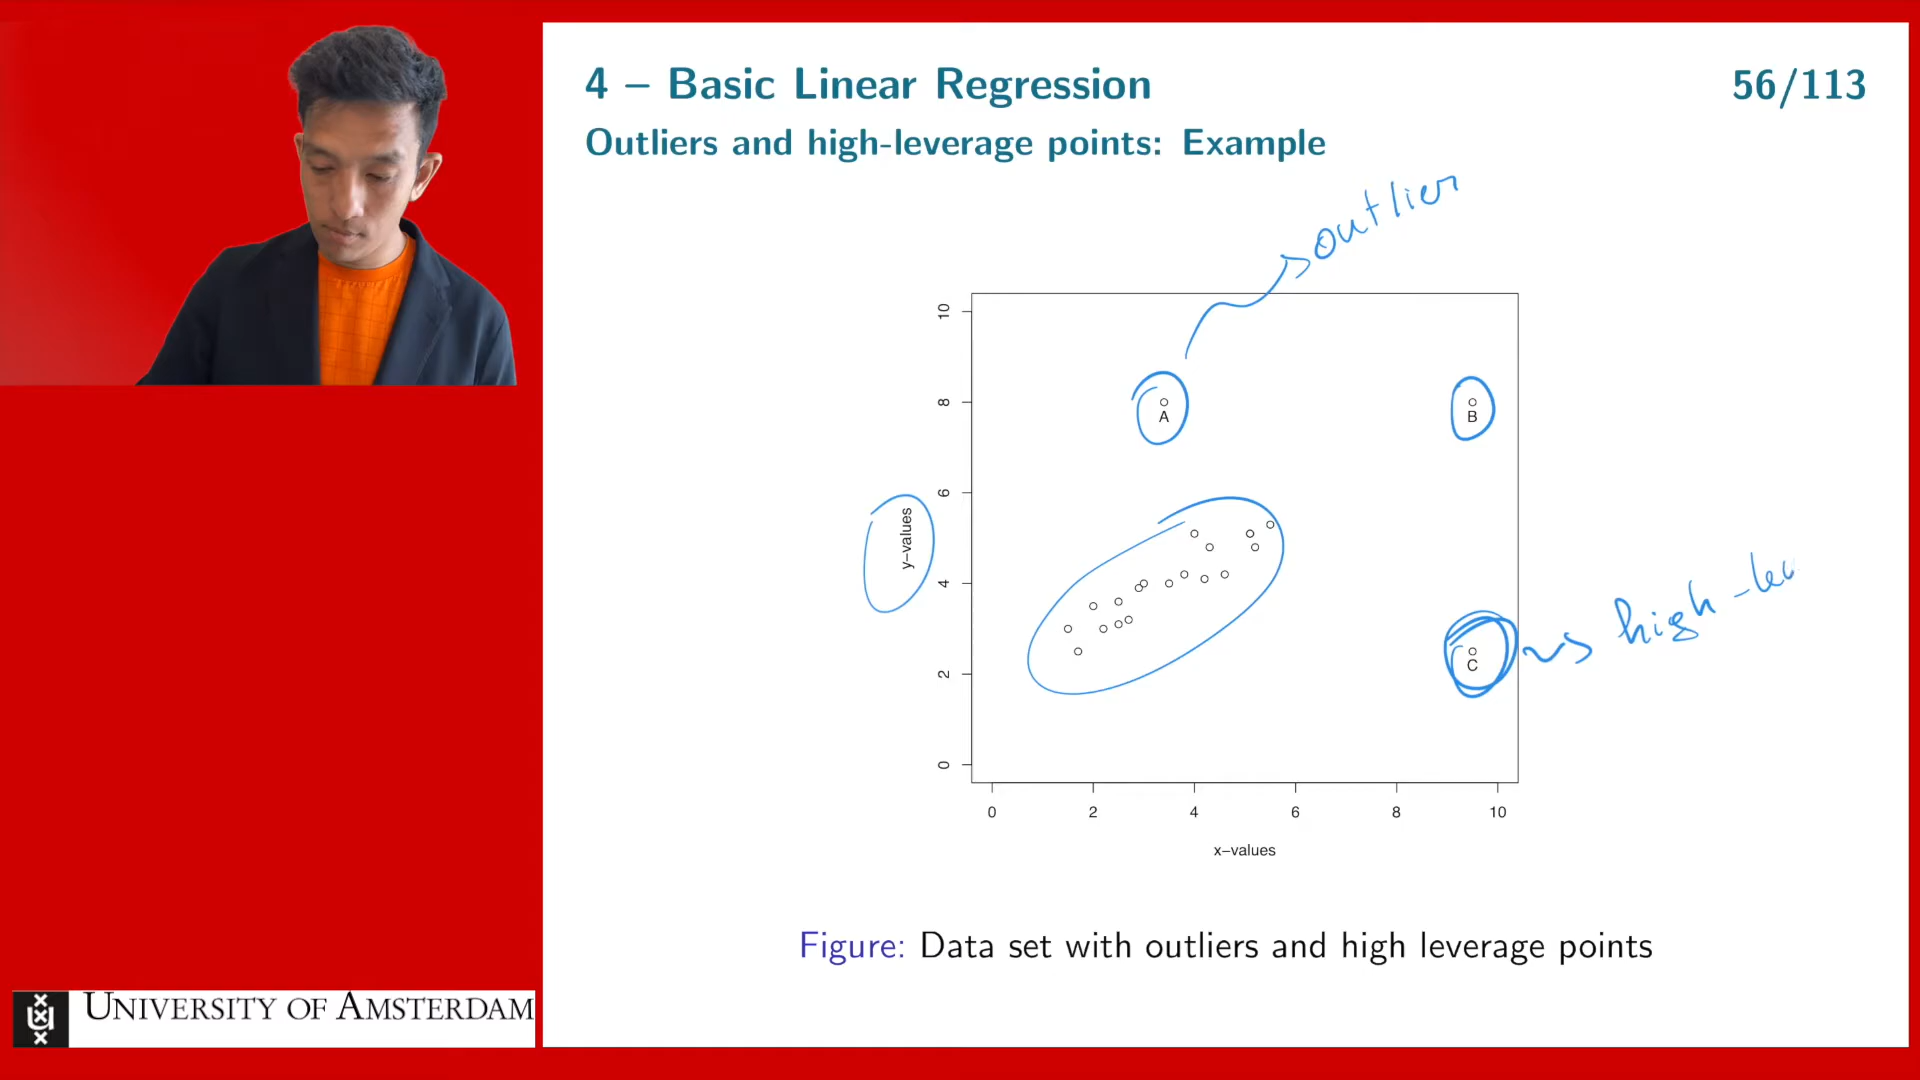 4 – Basic Linear Regression 56/113
Outliers and high-leverage points: Example
outlier
10
8
6
4
2
0
y−values
A
B
C
high-lev
0 2 4 6 8 10
x−values
Figure: Data set with outliers and high leverage points
UNIVERSITY OF AMSTERDAM